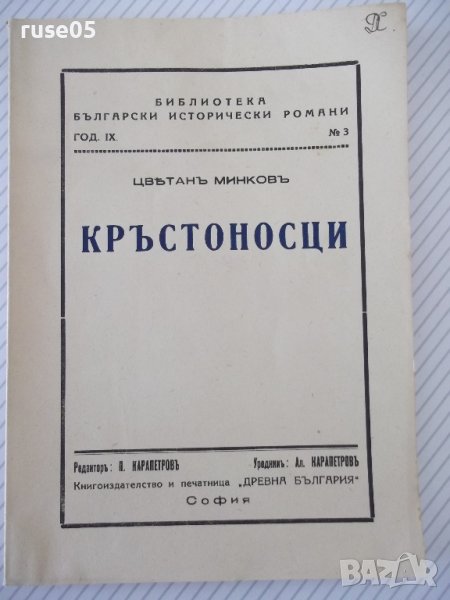 ruse05
БИБЛИОТЕКА
БЪЛГАРСКИ ИСТОРИЧЕСКИ РОМАНИ
ГОД. IX. № 3
ЦВѢТАНЪ МИНКОВЪ
КРЪСТОНОСЦИ
Редакторъ: П. КАРАПЕТРОВЪ Уредникъ: Ал. КАРАПЕТРОВЪ
Книгоиздателство и печатница „ДРЕВНА БЪЛГАРИЯ“
София
BAZAR